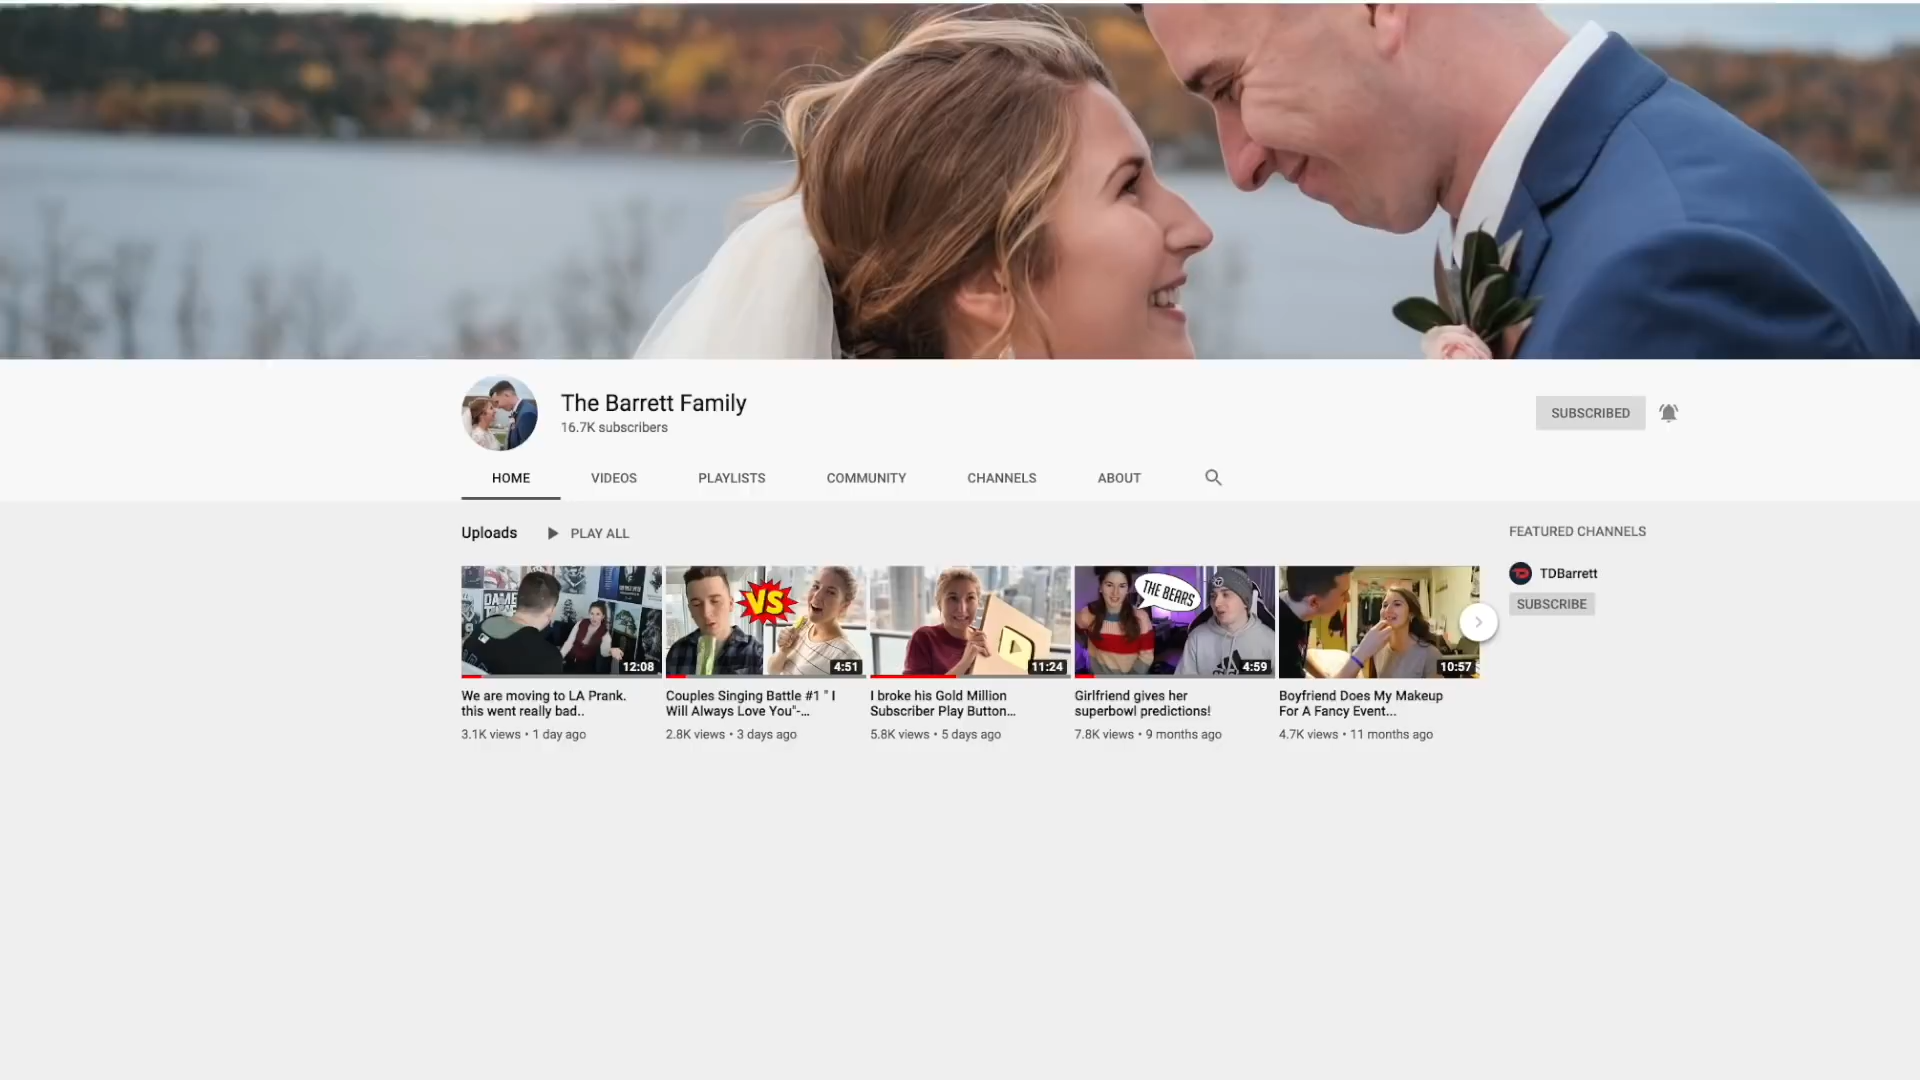 The Barrett Family
16.7K subscribers
SUBSCRIBED
HOME
VIDEOS
PLAYLISTS
COMMUNITY
CHANNELS
ABOUT
Uploads
PLAY ALL
FEATURED CHANNELS
TDBarrett
SUBSCRIBE
DAME
TIME
12:08
We are moving to LA Prank.
this went really bad..
3.1K views • 1 day ago
VS
4:51
Couples Singing Battle #1 " I
Will Always Love You"-...
2.8K views • 3 days ago
11:24
I broke his Gold Million
Subscriber Play Button...
5.8K views • 5 days ago
THE BEARS
4:59
Girlfriend gives her
superbowl predictions!
7.8K views • 9 months ago
10:57
Boyfriend Does My Makeup
For A Fancy Event...
4.7K views • 11 months ago